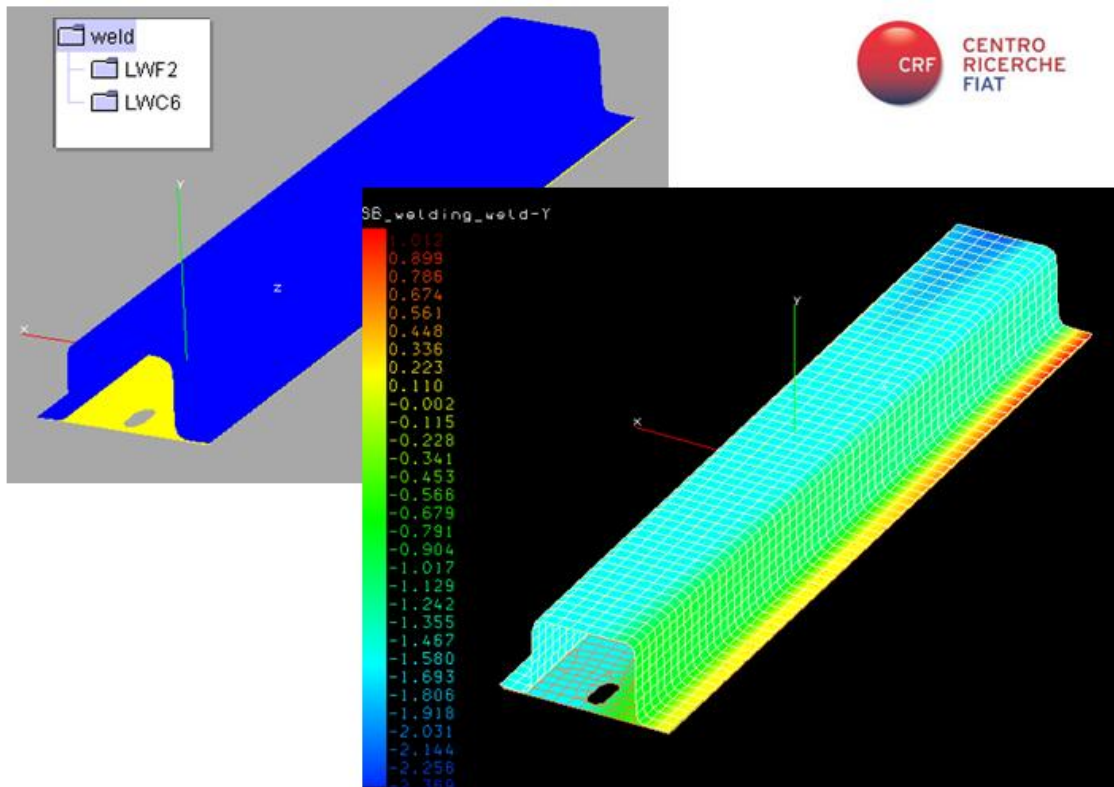 weld
LWF2
LWC6
CRF
CENTRO
RICERCHE
FIAT
Y
X
Z
SB_welding_weld-Y
1.012
0.899
0.786
0.674
0.561
0.448
0.336
0.223
0.110
-0.002
-0.115
-0.228
-0.341
-0.453
-0.566
-0.679
-0.791
-0.904
-1.017
-1.129
-1.242
-1.355
-1.467
-1.580
-1.693
-1.806
-1.918
-2.031
-2.144
-2.256
-2.369
Y
X